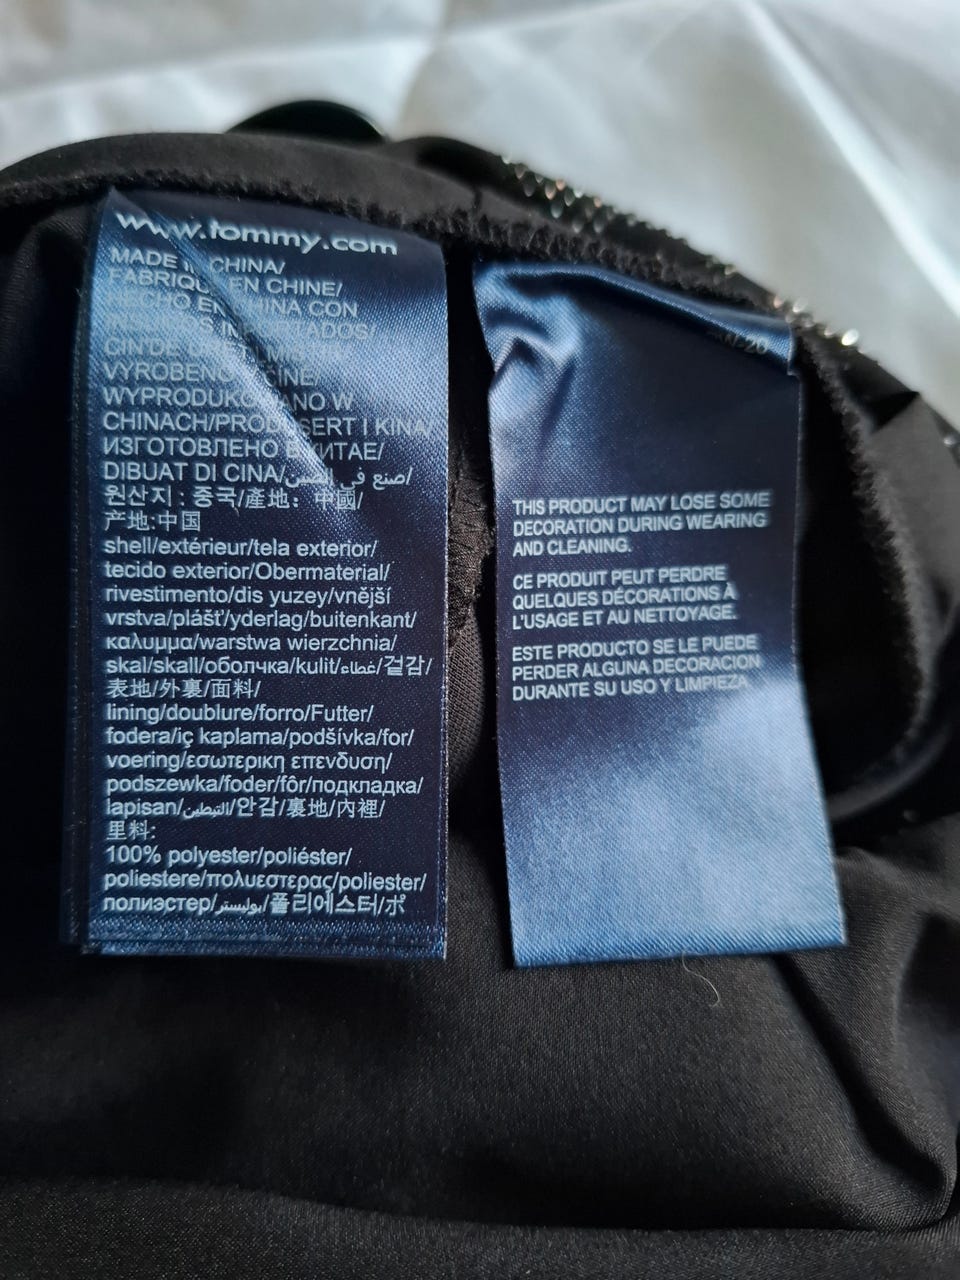 www.tommy.com
MADE IN CHINA/
FABRIQUÉ EN CHINE/
HECHO EN CHINA CON
IMPORTADOS/
VYROBENO
WYPRODUKOWANO W
CHINACH/PRODUSERT I KINA/
ИЗГОТОВЛЕНО В КИТАЕ/
DIBUAT DI CINA/صنع في الصين/
원산지 : 중국/產地: 中國/
产地:中国
shell/extérieur/tela exterior/
tecido exterior/Obermaterial/
rivestimento/dis yuzey/vnější
vrstva/plášť/yderlag/buitenkant/
καλυμμα/warstwa wierzchnia/
skal/skall/оболчка/kulit/غطاء/겉감/
表地/外裏/面料/
lining/doublure/forro/Futter/
fodera/iç kaplama/podšívka/for/
voering/εσωτερικη επενδυση/
podszewka/foder/fôr/подкладка/
lapisan/التبطين/안감/裏地/內裡/
里料:
100% polyester/poliéster/
poliestere/πολυεστερας/poliester/
полиэстер/بوليستر/폴리에스터/ポ
THIS PRODUCT MAY LOSE SOME
DECORATION DURING WEARING
AND CLEANING.
CE PRODUIT PEUT PERDRE
QUELQUES DÉCORATIONS À
L'USAGE ET AU NETTOYAGE.
ESTE PRODUCTO SE LE PUEDE
PERDER ALGUNA DECORACION
DURANTE SU USO Y LIMPIEZA.